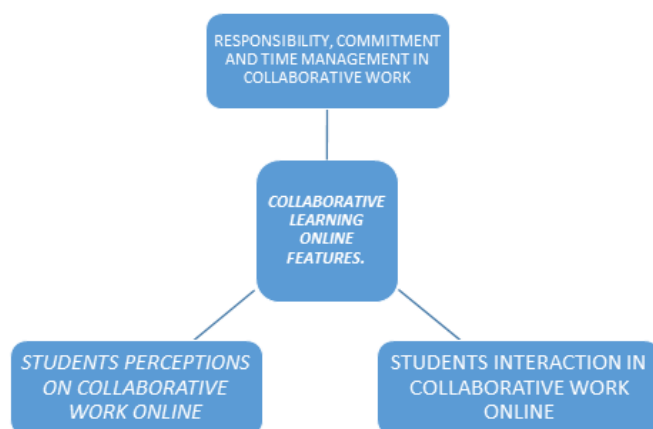 RESPONSIBILITY, COMMITMENT
AND TIME MANAGEMENT IN
COLLABORATIVE WORK
COLLABORATIVE
LEARNING
ONLINE
FEATURES.
STUDENTS PERCEPTIONS
ON COLLABORATIVE
WORK ONLINE
STUDENTS INTERACTION IN
COLLABORATIVE WORK
ONLINE